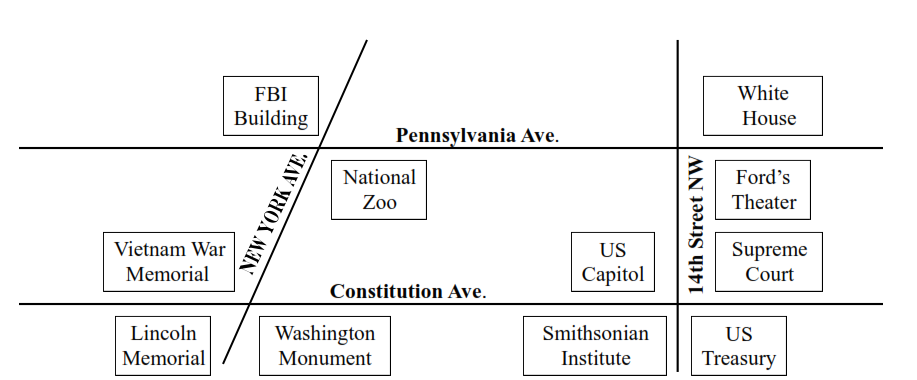 FBI
Building
White
House
Pennsylvania Ave.
NEW YORK AVE.
National
Zoo
14th Street NW
Ford's
Theater
Vietnam War
Memorial
US
Capitol
Supreme
Court
Constitution Ave.
Lincoln
Memorial
Washington
Monument
Smithsonian
Institute
US
Treasury